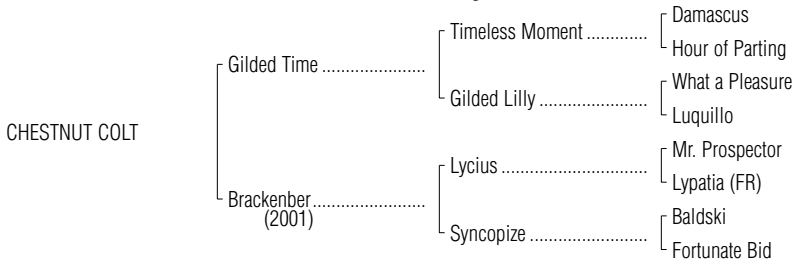 Damascus
Timeless Moment .............
Hour of Parting
Gilded Time ......................
What a Pleasure
Gilded Lilly .......................
Luquillo
CHESTNUT COLT
Mr. Prospector
Lycius ...............................
Lypatia (FR)
Brackenber........................
(2001)
Baldski
Syncopize .........................
Fortunate Bid